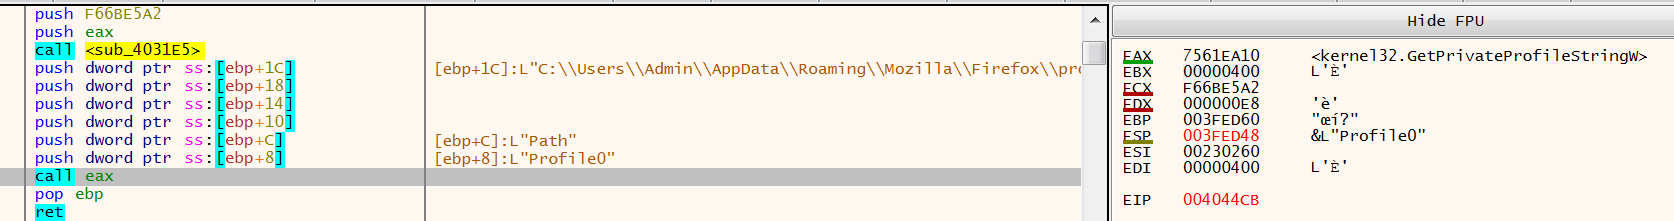 push F66BE5A2
push eax
call <sub_4031E5>
push dword ptr ss:[ebp+1C] [ebp+1C]:L"C:\\Users\\Admin\\AppData\\Roaming\\Mozilla\\Firefox\\pro
push dword ptr ss:[ebp+18]
push dword ptr ss:[ebp+14]
push dword ptr ss:[ebp+10]
push dword ptr ss:[ebp+C] [ebp+C]:L"Path"
push dword ptr ss:[ebp+8] [ebp+8]:L"Profile0"
call eax
pop ebp
ret
Hide FPU
EAX 7561EA10 <kernel32.GetPrivateProfileStringW>
EBX 00000400 L'È'
ECX F66BE5A2
EDX 000000E8 'è'
EBP 003FED60 "œí?"
ESP 003FED48 &L"Profile0"
ESI 00230260
EDI 00000400 L'È'
EIP 004044CB